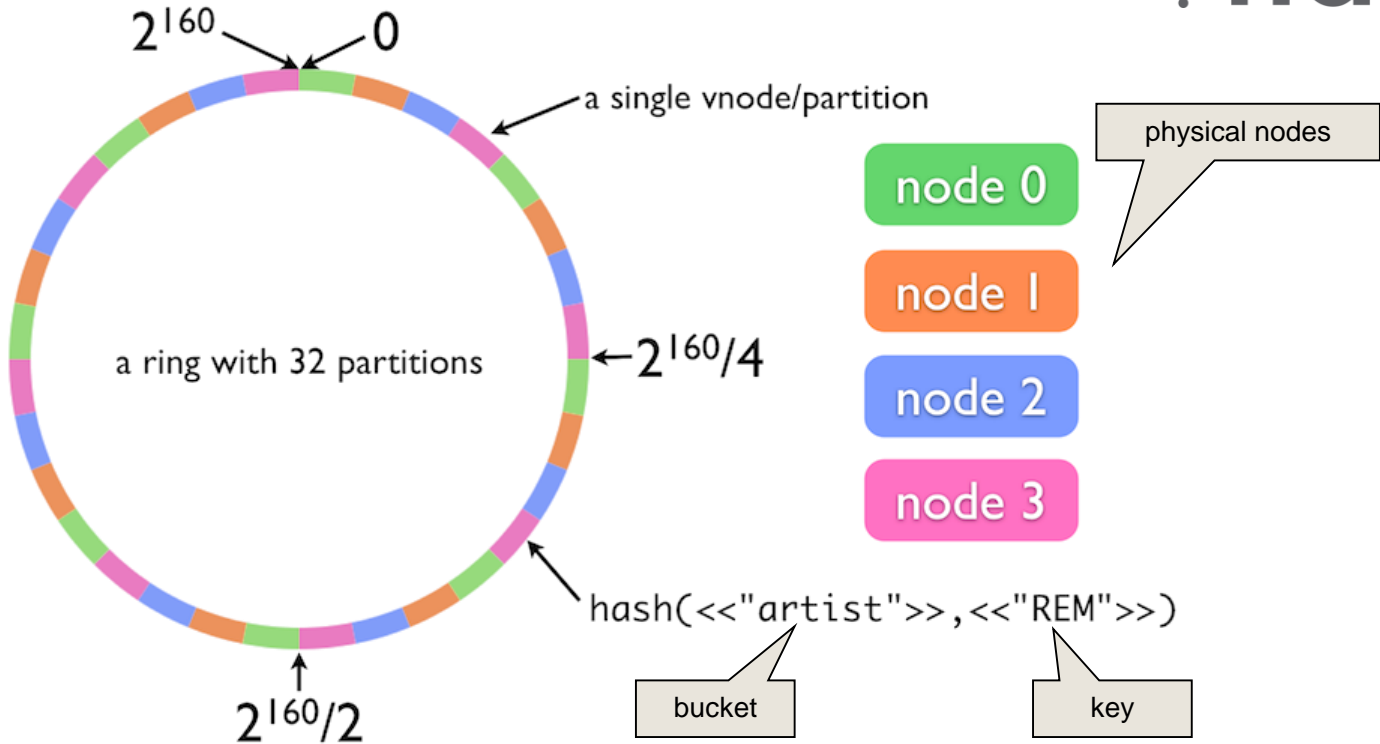 2^160
0
a single vnode/partition
physical nodes
node 0
node 1
a ring with 32 partitions
2^160/4
node 2
node 3
hash(<<"artist">>,<<"REM">>)
bucket
key
2^160/2